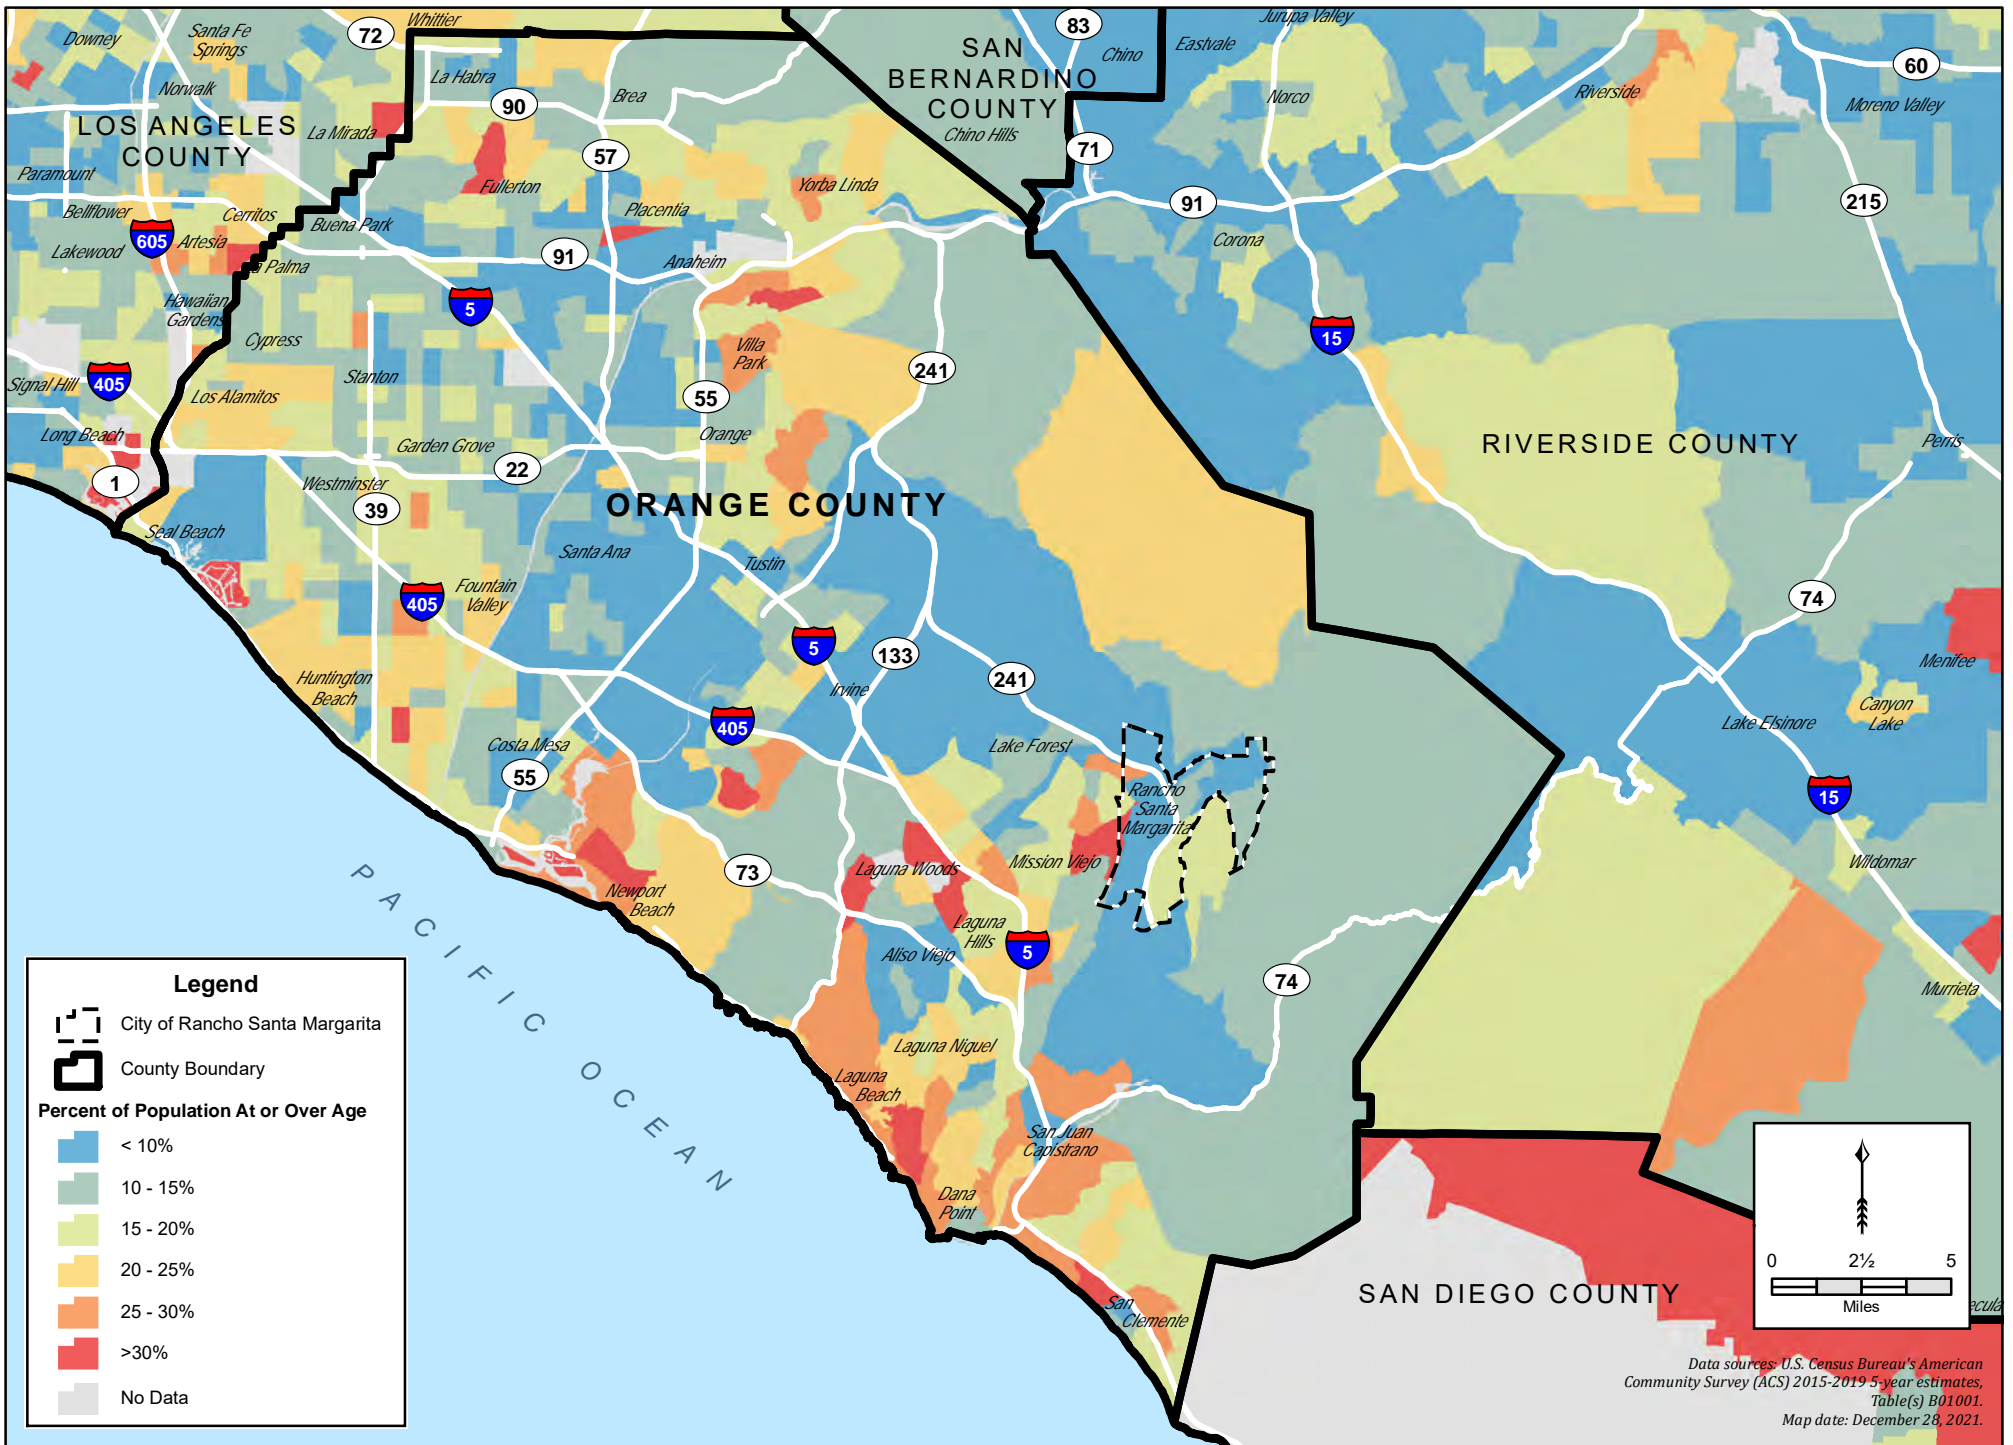 Whittier
Downey
Santa Fe
Springs
72
Norwalk
La Habra
90
Brea
LOS ANGELES
COUNTY
La Mirada
57
Paramount
Fullerton
Yorba Linda
Bellflower
Cerritos
Buena Park
Placentia
605
Artesia
Lakewood
La Palma
91
Anaheim
Hawaiian
Gardens
5
Cypress
Villa
Park
241
Signal Hill
405
Stanton
Los Alamitos
55
Long Beach
Garden Grove
Orange
22
1
Westminster
39
ORANGE COUNTY
Seal Beach
Santa Ana
Tustin
405
Fountain
Valley
5
133
241
Huntington
Beach
Irvine
405
Costa Mesa
55
Lake Forest
Rancho
Santa
Margarita
73
Laguna Woods
Mission Viejo
Newport
Beach
Laguna
Hills
5
Aliso Viejo
74
Laguna Niguel
Laguna
Beach
San Juan
Capistrano
Dana
Point
San
Clemente
PACIFIC OCEAN
SAN
BERNARDINO
COUNTY
Chino Hills
83
Chino
Eastvale
Jurupa Valley
71
Norco
Riverside
60
Moreno Valley
91
215
Corona
15
RIVERSIDE COUNTY
Perris
74
Menifee
Canyon
Lake
Lake Elsinore
15
Wildomar
Murrieta
SAN DIEGO COUNTY
Legend
City of Rancho Santa Margarita
County Boundary
Percent of Population At or Over Age
< 10%
10 - 15%
15 - 20%
20 - 25%
25 - 30%
>30%
No Data
0 2½ 5
Miles
ecula
Data sources: U.S. Census Bureau's American
Community Survey (ACS) 2015-2019 5-year estimates,
Table(s) B01001.
Map date: December 28, 2021.